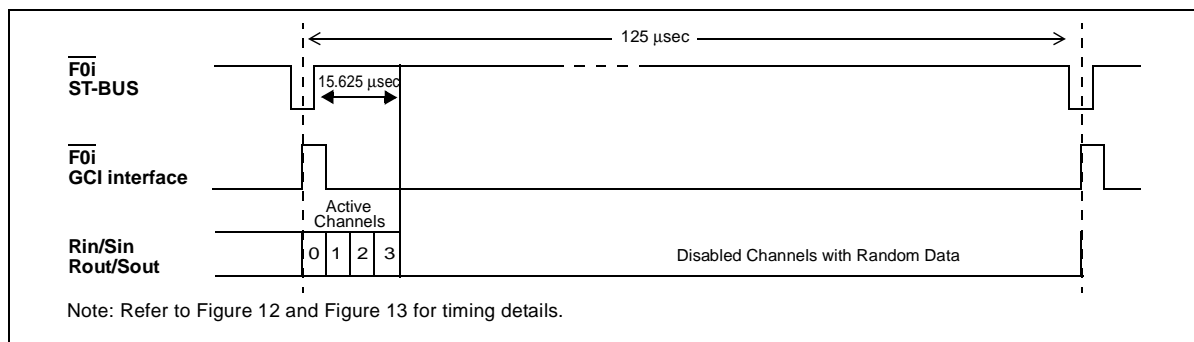 125 μsec
F0i
ST-BUS
15.625 μsec
F0i
GCI interface
Active
Channels
Rin/Sin
Rout/Sout
0 1 2 3
Disabled Channels with Random Data
Note: Refer to Figure 12 and Figure 13 for timing details.